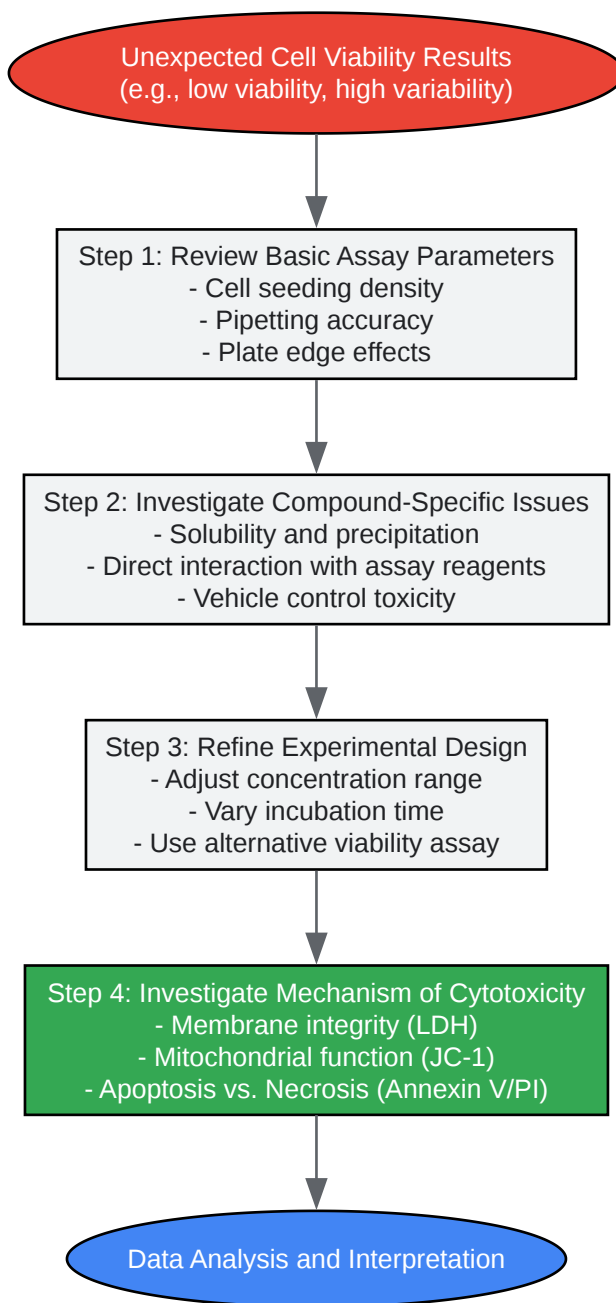 Unexpected Cell Viability Results
(e.g., low viability, high variability)
Step 1: Review Basic Assay Parameters
- Cell seeding density
- Pipetting accuracy
- Plate edge effects
Step 2: Investigate Compound-Specific Issues
- Solubility and precipitation
- Direct interaction with assay reagents
- Vehicle control toxicity
Step 3: Refine Experimental Design
- Adjust concentration range
- Vary incubation time
- Use alternative viability assay
Step 4: Investigate Mechanism of Cytotoxicity
- Membrane integrity (LDH)
- Mitochondrial function (JC-1)
- Apoptosis vs. Necrosis (Annexin V/PI)
Data Analysis and Interpretation